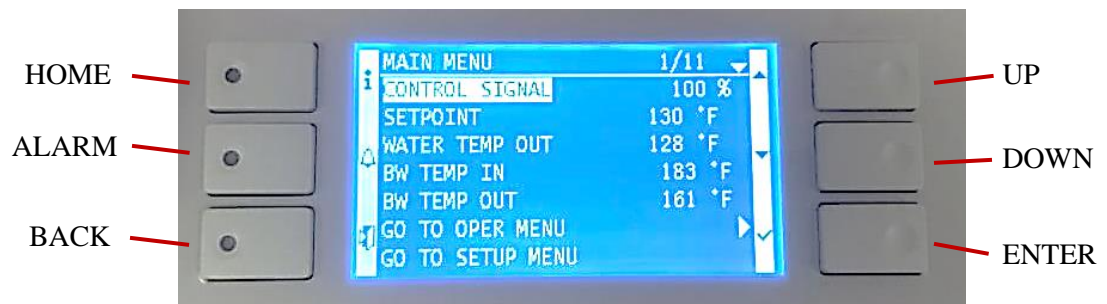 HOME
ALARM
BACK
MAIN MENU 1/11
CONTROL SIGNAL 100 %
SETPOINT 130 °F
WATER TEMP OUT 128 °F
BW TEMP IN 183 °F
BW TEMP OUT 161 °F
GO TO OPER MENU
GO TO SETUP MENU
UP
DOWN
ENTER